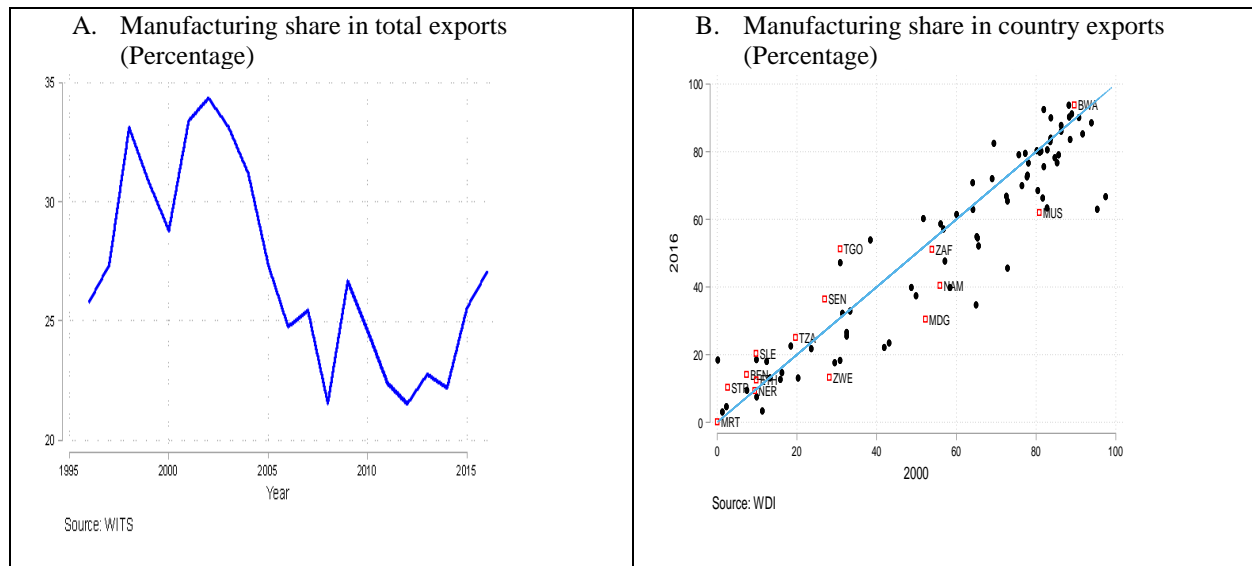 A. Manufacturing share in total exports
(Percentage)
35
30
25
20
1995
2000
2005
2010
2015
Year
Source: WITS
B. Manufacturing share in country exports
(Percentage)
100
80
60
40
20
0
2016
BWA
MUS
TGO
ZAF
NAM
SEN
MDG
TZA
SLE
BEN
ZWE
STP
NER
MRT
0
20
40
60
80
100
2000
Source: WDI